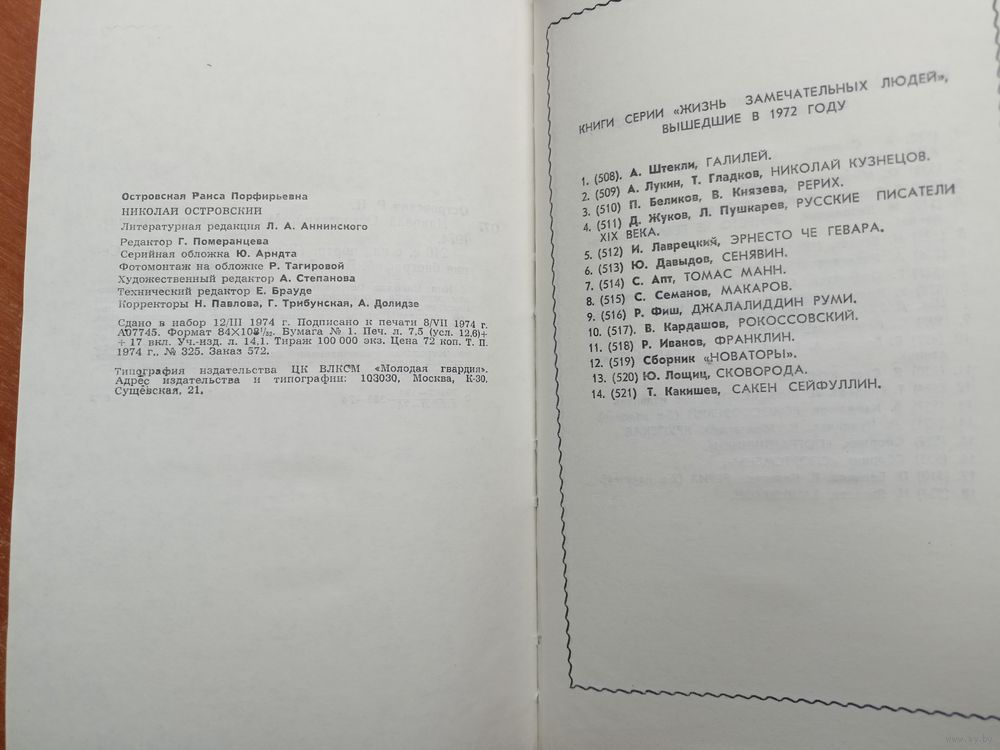 Островская Раиса Порфирьевна
НИКОЛАЙ ОСТРОВСКИЙ
Литературная редакция Л. А. Аннинского
Редактор Г. Померанцева
Серийная обложка Ю. Арндта
Фотомонтаж на обложке Р. Тагировой
Художественный редактор А. Степанова
Технический редактор Е. Брауде
Корректоры Н. Павлова, Г. Трибунская, А. Долидзе
Сдано в набор 12/III 1974 г. Подписано к печати 8/VII 1974 г.
А07745. Формат 84Х108¹/₃₂. Бумага № 1. Печ. л. 7,5 (усл. 12,6)+
+ 17 вкл. Уч.-изд. л. 14,1. Тираж 100 000 экз. Цена 72 коп. Т. П.
1974 г., № 325. Заказ 572.
Типография издательства ЦК ВЛКСМ «Молодая гвардия».
Адрес издательства и типографии: 103030, Москва, К-30.
Сущёвская, 21.
КНИГИ СЕРИИ «ЖИЗНЬ ЗАМЕЧАТЕЛЬНЫХ ЛЮДЕЙ»,
ВЫШЕДШИЕ В 1972 ГОДУ
1. (508). А. Штекли, ГАЛИЛЕЙ.
2. (509) А. Лукин, Т. Гладков, НИКОЛАЙ КУЗНЕЦОВ.
3. (510) П. Беликов, В. Князева, РЕРИХ.
4. (511) Д. Жуков, Л. Пушкарев, РУССКИЕ ПИСАТЕЛИ
XIX ВЕКА.
5. (512) И. Лаврецкий, ЭРНЕСТО ЧЕ ГЕВАРА.
6. (513) Ю. Давыдов, СЕНЯВИН.
7. (514) С. Апт, ТОМАС МАНН.
8. (515) С. Семанов, МАКАРОВ.
9. (516) Р. Фиш, ДЖАЛАЛИДДИН РУМИ.
10. (517). В. Кардашов, РОКОССОВСКИЙ.
11. (518) Р. Иванов, ФРАНКЛИН.
12. (519) Сборник «НОВАТОРЫ».
13. (520) Ю. Лощиц, СКОВОРОДА.
14. (521) Т. Какишев, САКЕН СЕЙФУЛЛИН.